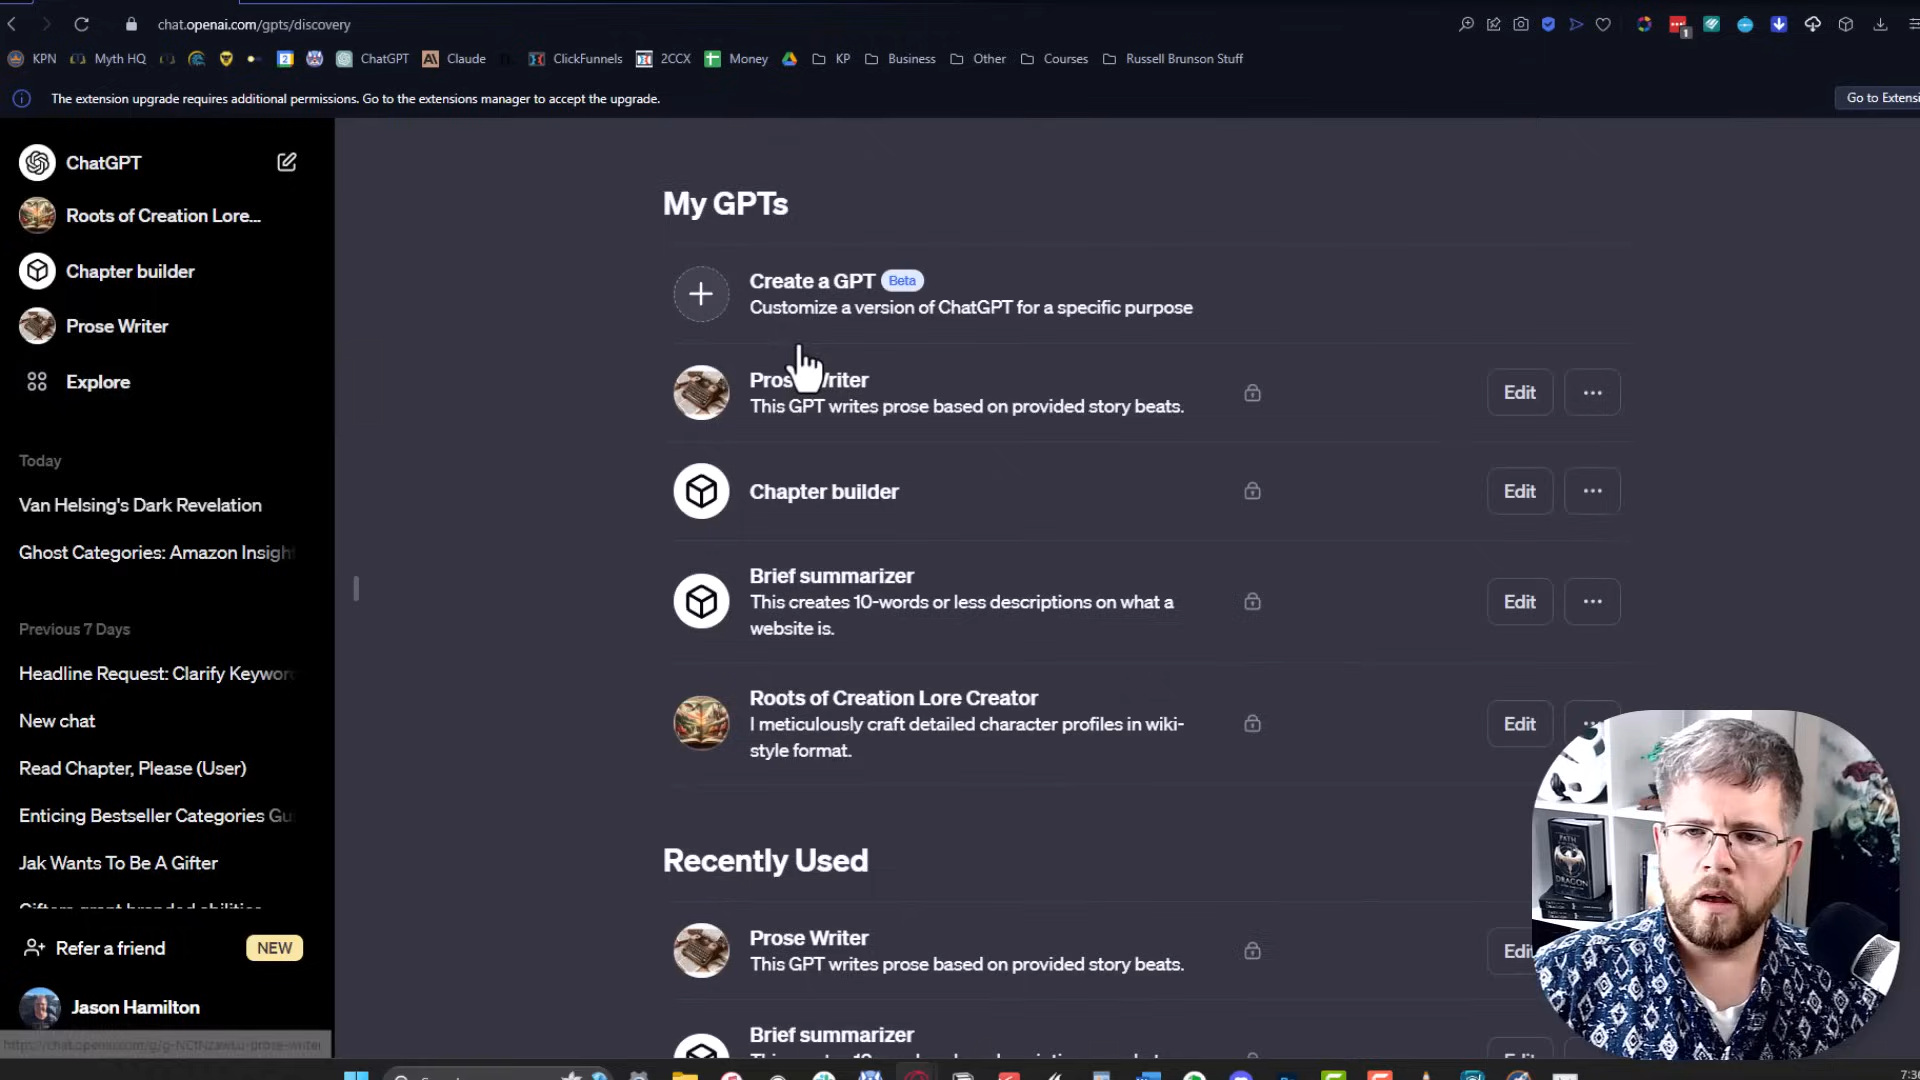 chat.openai.com/gpts/discovery
KPN Myth HQ ChatGPT Claude ClickFunnels 2CCX Money KP Business Other Courses Russell Brunson Stuff
The extension upgrade requires additional permissions. Go to the extensions manager to accept the upgrade.
Go to Extensi
ChatGPT
Roots of Creation Lore...
Chapter builder
Prose Writer
Explore
Today
Van Helsing's Dark Revelation
Ghost Categories: Amazon Insight
Previous 7 Days
Headline Request: Clarify Keywor
New chat
Read Chapter, Please (User)
Enticing Bestseller Categories Gu
Jak Wants To Be A Gifter
Refer a friend NEW
Jason Hamilton
My GPTs
Create a GPT Beta
Customize a version of ChatGPT for a specific purpose
Writer
This GPT writes prose based on provided story beats.
Edit
Chapter builder
Edit
Brief summarizer
This creates 10-words or less descriptions on what a
website is.
Edit
Roots of Creation Lore Creator
I meticulously craft detailed character profiles in wiki-
style format.
Edit
Recently Used
Prose Writer
This GPT writes prose based on provided story beats.
Brief summarizer
DRAGON